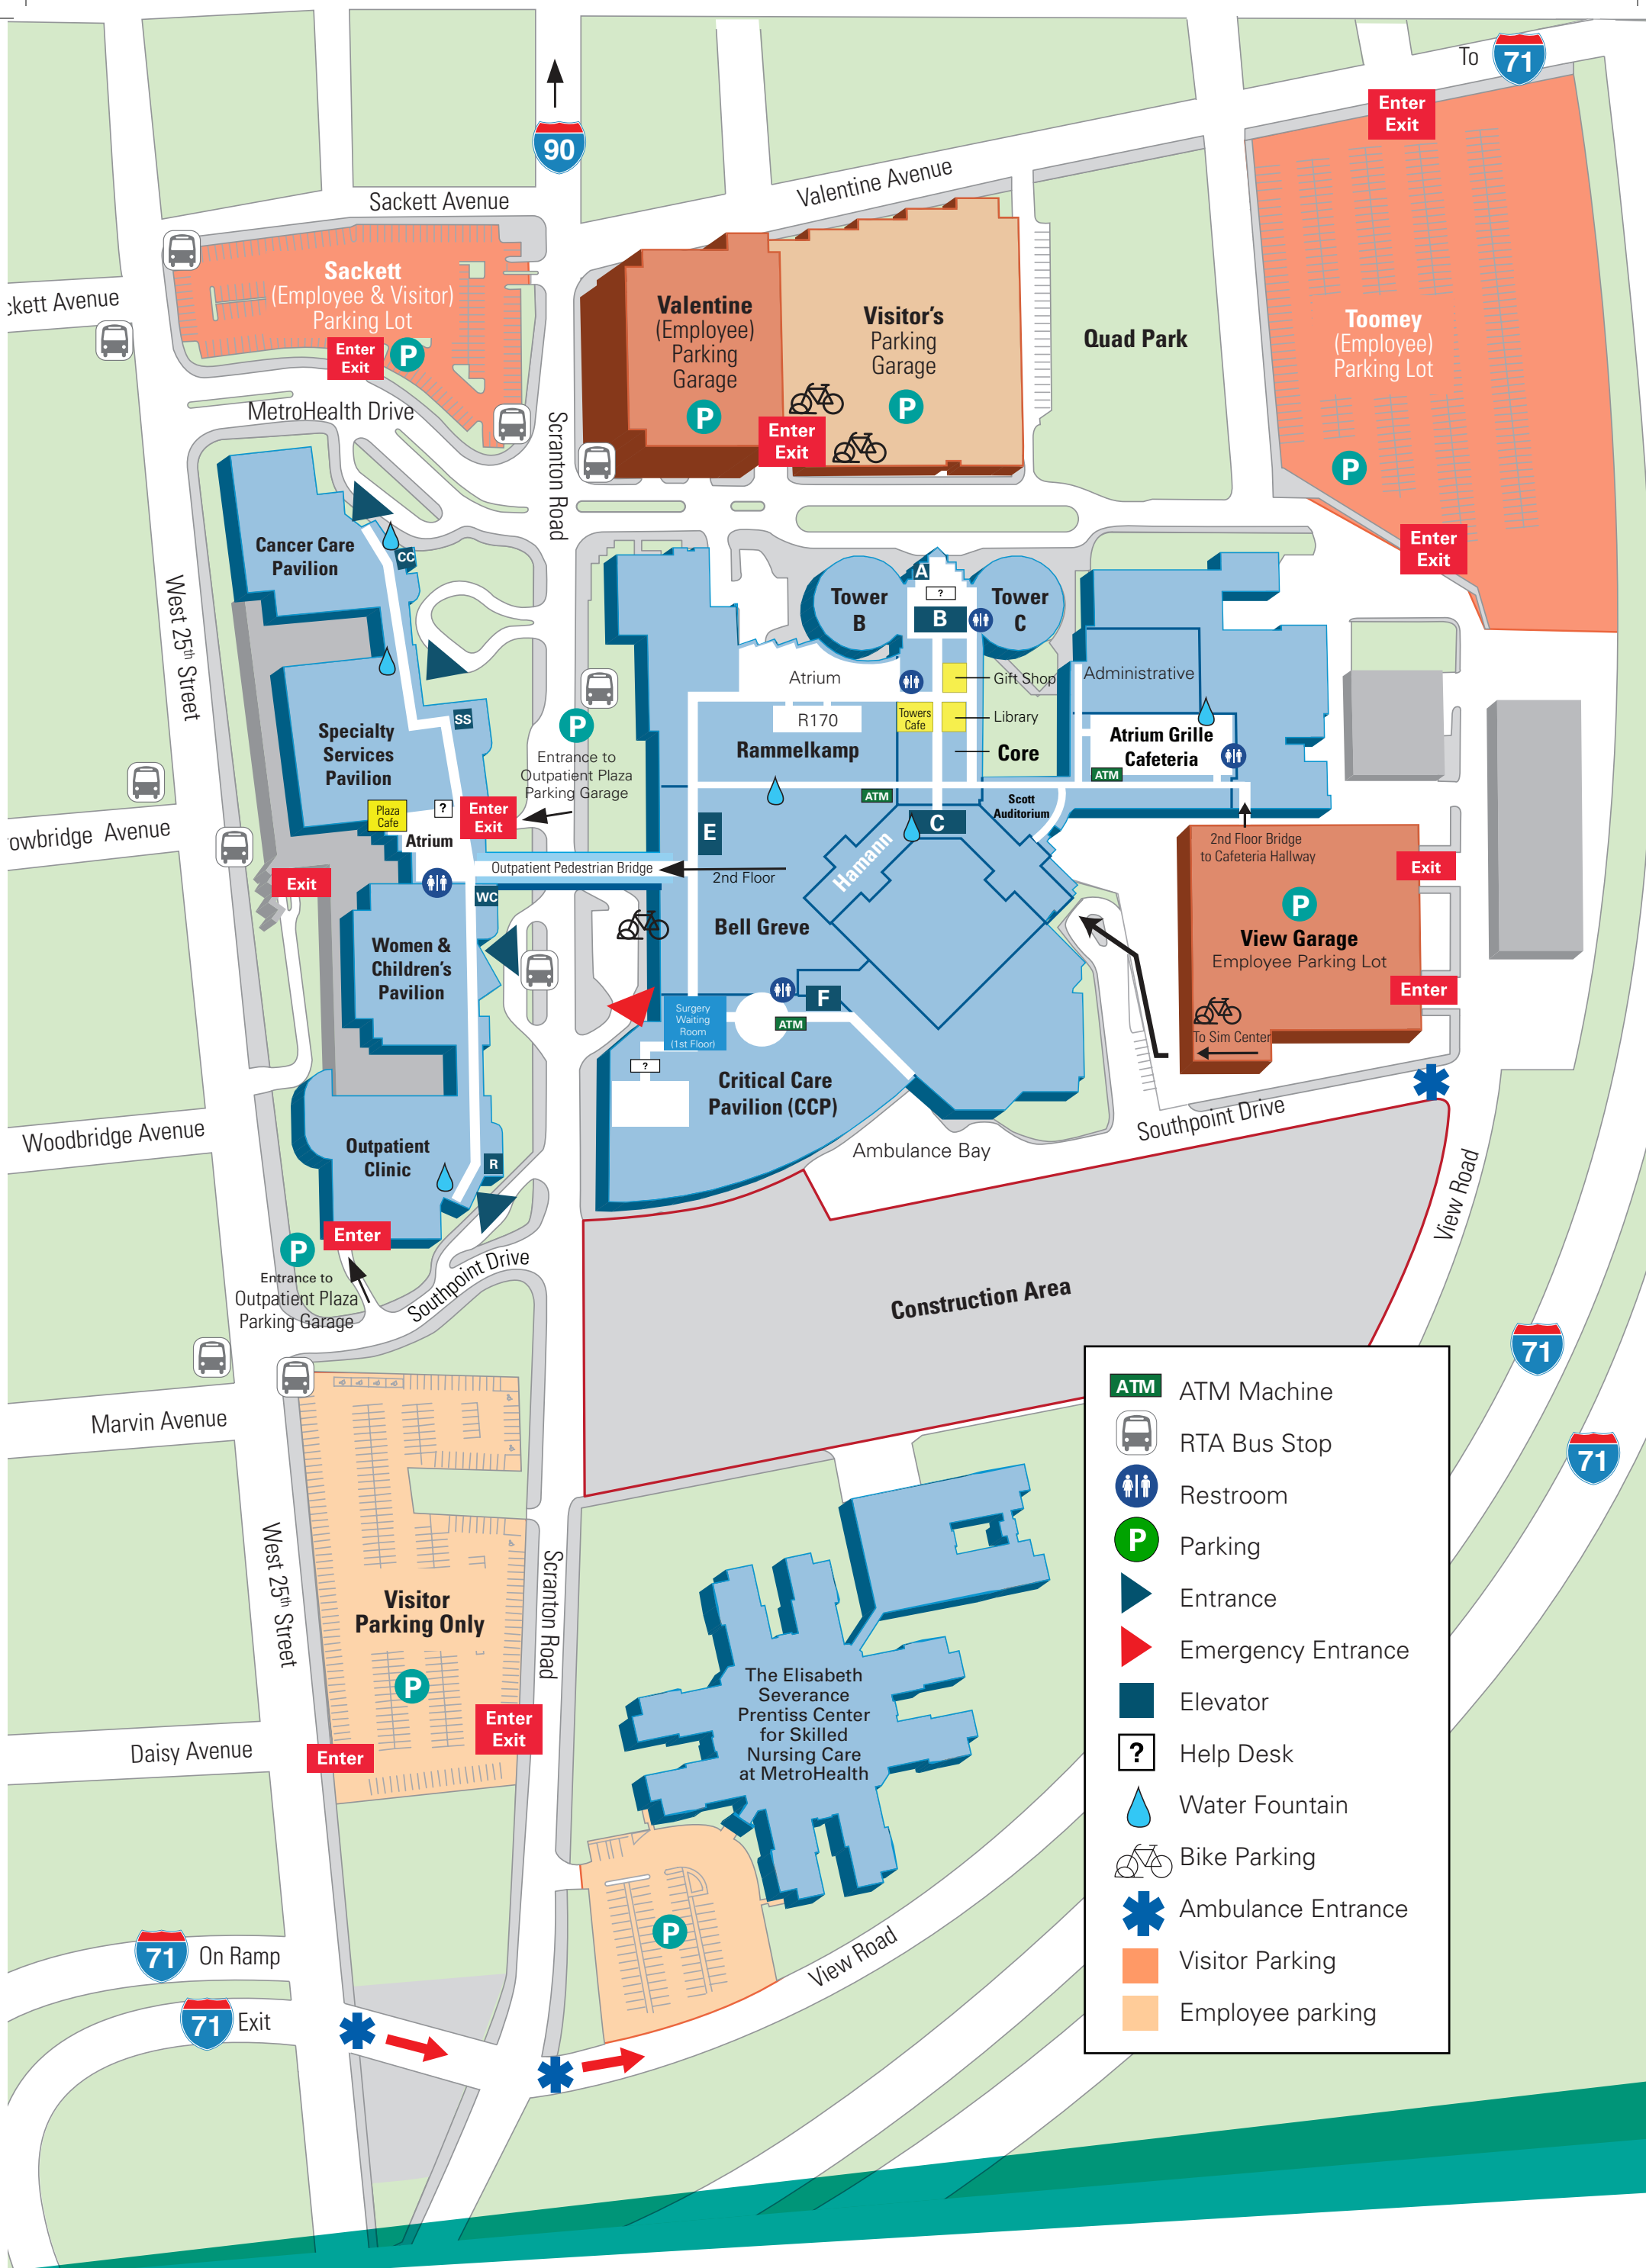 To
71
Enter
Exit
90
Sackett Avenue
Valentine Avenue
Sackett
(Employee & Visitor)
Parking Lot
Enter
Exit
P
ckett Avenue
MetroHealth Drive
Scranton Road
Valentine
(Employee)
Parking
Garage
P
Visitor's
Parking
Garage
P
Enter
Exit
Quad Park
Toomey
(Employee)
Parking Lot
P
Enter
Exit
West 25th Street
Cancer Care
Pavilion
CC
Specialty
Services
Pavilion
SS
Plaza
Cafe
?
Atrium
Enter
Exit
P
Entrance to
Outpatient Plaza
Parking Garage
Tower
B
A
?
B
Tower
C
Atrium
R170
Rammelkamp
Towers
Cafe
Gift Shop
Library
Core
Administrative
Atrium Grille
Cafeteria
ATM
ATM
Scott
Auditorium
E
C
Hamann
rowbridge Avenue
Exit
Outpatient Pedestrian Bridge
2nd Floor
WC
Women &
Children's
Pavilion
Bell Greve
2nd Floor Bridge
to Cafeteria Hallway
Exit
P
View Garage
Employee Parking Lot
Enter
To Sim Center
Surgery
Waiting
Room
(1st Floor)
F
ATM
?
Critical Care
Pavilion (CCP)
Ambulance Bay
Southpoint Drive
View Road
Woodbridge Avenue
Outpatient
Clinic
R
Enter
P
Entrance to
Outpatient Plaza
Parking Garage
Southpoint Drive
Construction Area
71
71
Marvin Avenue
West 25th Street
Scranton Road
Visitor
Parking Only
P
Enter
Exit
Enter
Daisy Avenue
The Elisabeth
Severance
Prentiss Center
for Skilled
Nursing Care
at MetroHealth
P
View Road
71
On Ramp
71
Exit
ATM
ATM Machine
RTA Bus Stop
Restroom
P
Parking
Entrance
Emergency Entrance
Elevator
?
Help Desk
Water Fountain
Bike Parking
Ambulance Entrance
Visitor Parking
Employee parking